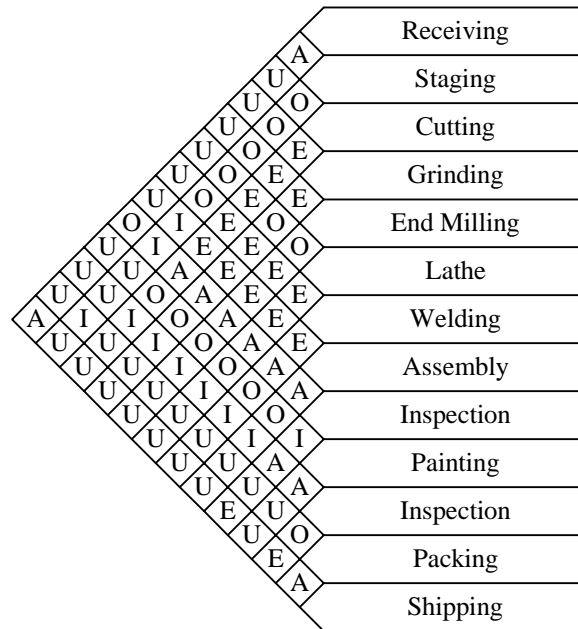 Receiving
A
U Staging
U O
U O Cutting
U O E
U O E Grinding
U O E E
O I E O End Milling
U I E E O
U U A E E Lathe
U U O A E E
A I I O A E Welding
U U I O A E
U U I O A Assembly
U U I O A
U U I O Inspection
U U I I
U U A Painting
U U A
E U Inspection
U O
E Packing
A
Shipping